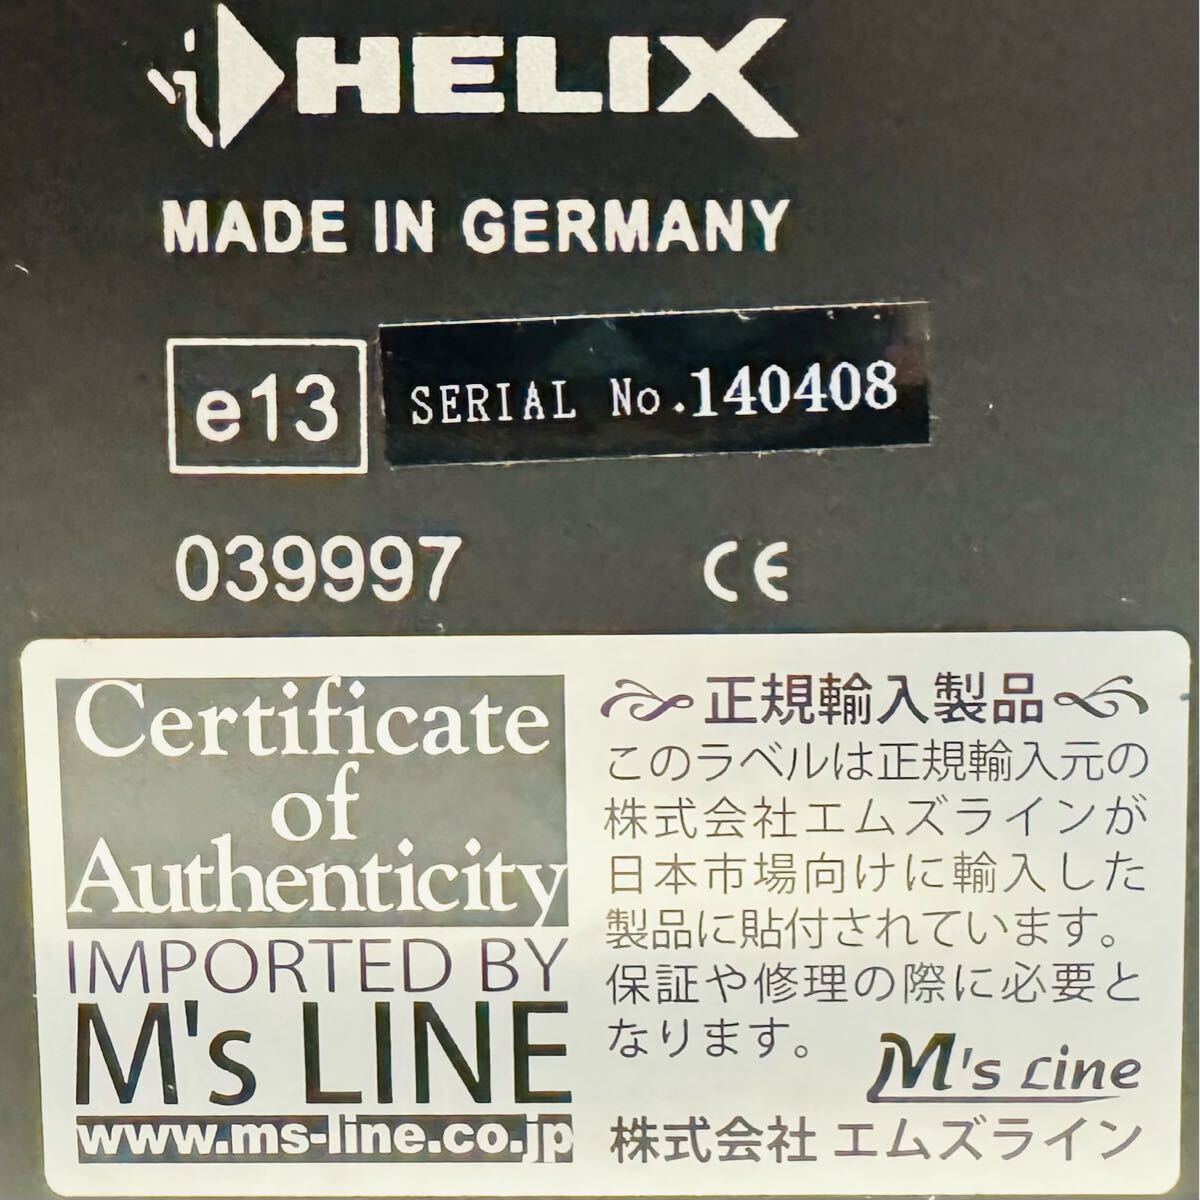 HELIX
MADE IN GERMANY
e13
SERIAL No.140408
039997
CE
Certificate
of
Authenticity
IMPORTED BY
M's LINE
www.ms-line.co.jp
正規輸入製品
このラベルは正規輸入元の
株式会社エムズラインが
日本市場向けに輸入した
製品に貼付されています。
保証や修理の際に必要と
なります。
M's Line
株式会社 エムズライン